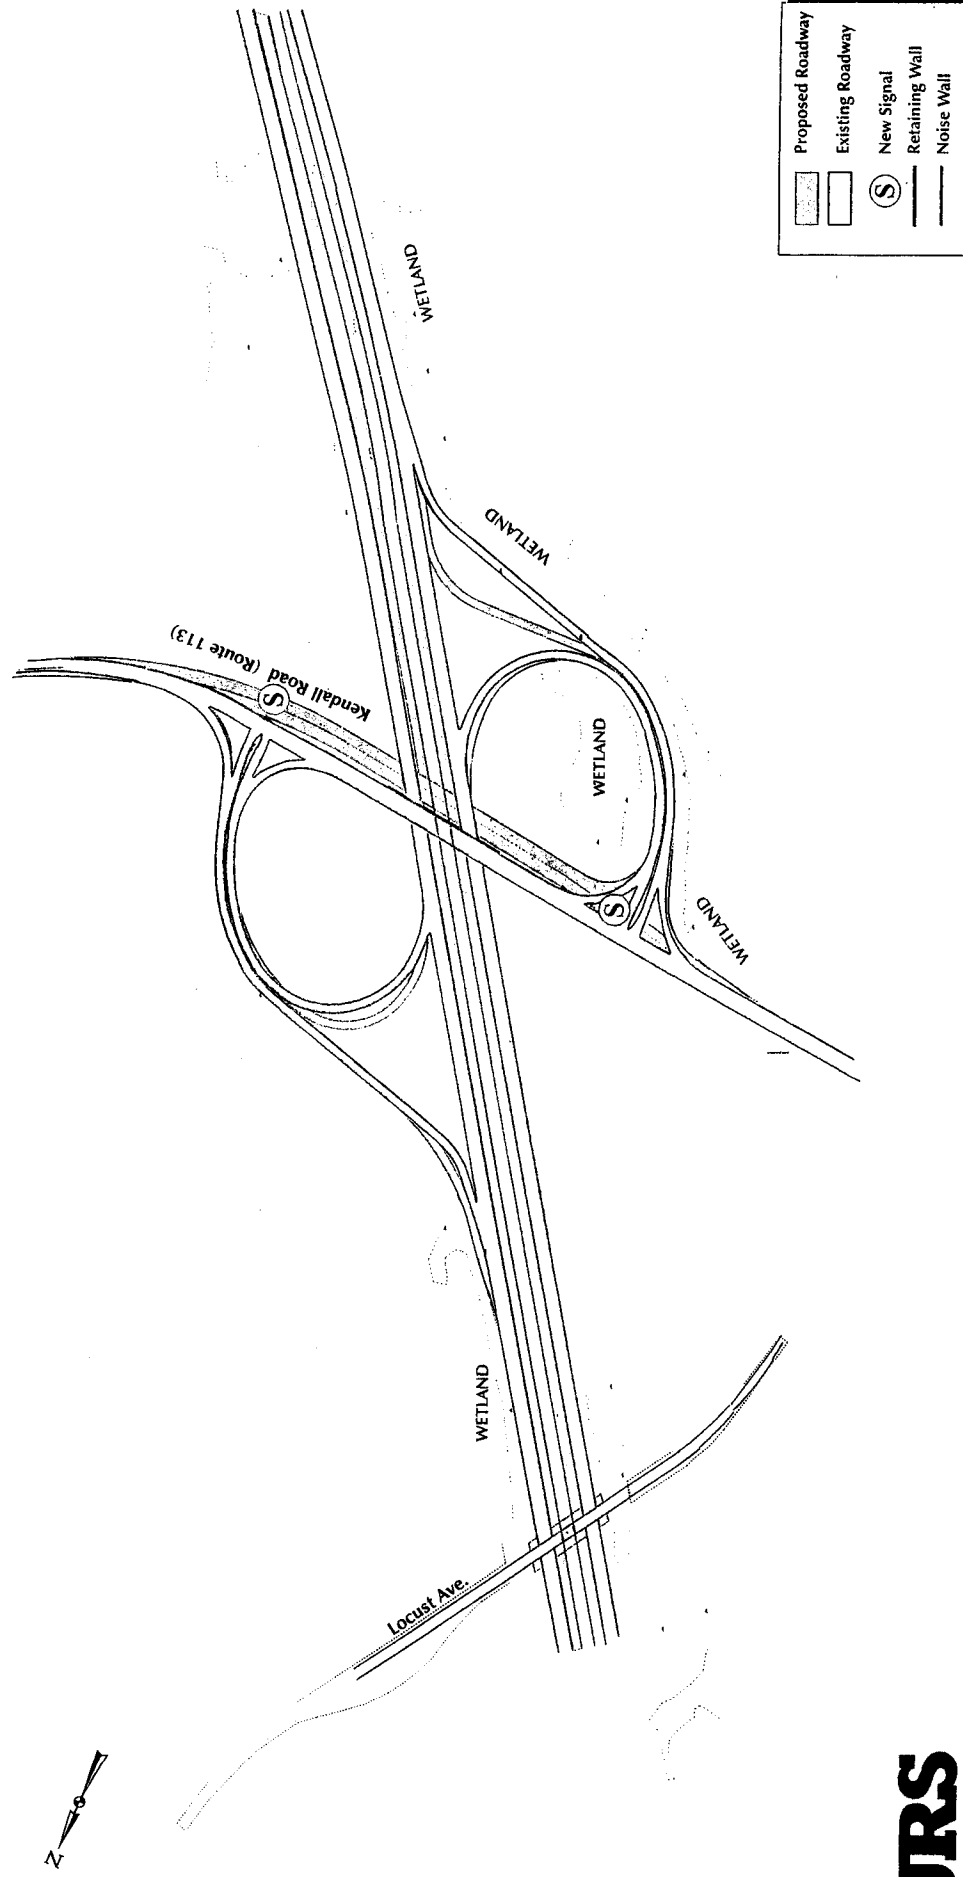 WETLAND
WETLAND
Kendall Road (Route 113)
S
WETLAND
S
WETLAND
WETLAND
Locust Ave.
N
Proposed Roadway
Existing Roadway
S New Signal
Retaining Wall
Noise Wall
URS